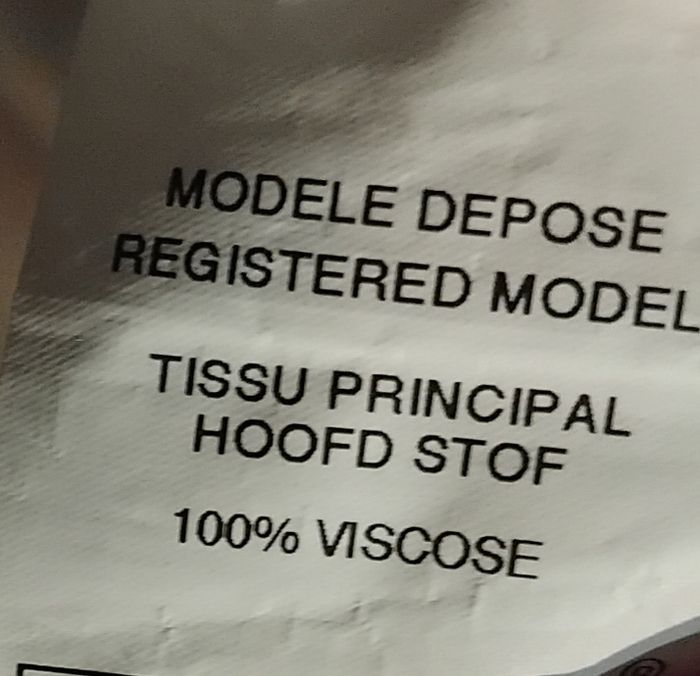 MODELE DEPOSE
REGISTERED MODEL
TISSU PRINCIPAL
HOOFD STOF
100% VISCOSE
®